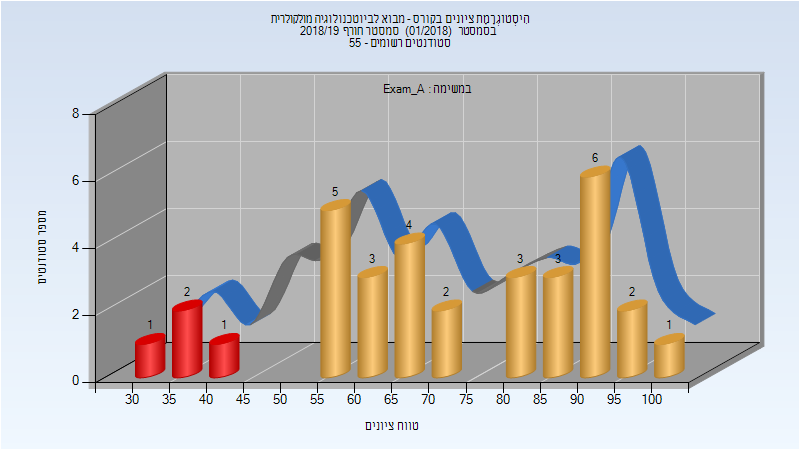 הִיסְטוֹגְרָמַת ציונים בקורס - מבוא לביוטכנולוגיה מולקולרית
בסמסטר (01/2018) סמסטר חורף 2018/19
סטודנטים רשומים - 55
במשימה : Exam_A
8
6
4
2
0
מספר סטודנטים
1
2
1
5
3
4
2
3
3
6
2
1
30 35 40 45 50 55 60 65 70 75 80 85 90 95 100
טווח ציונים